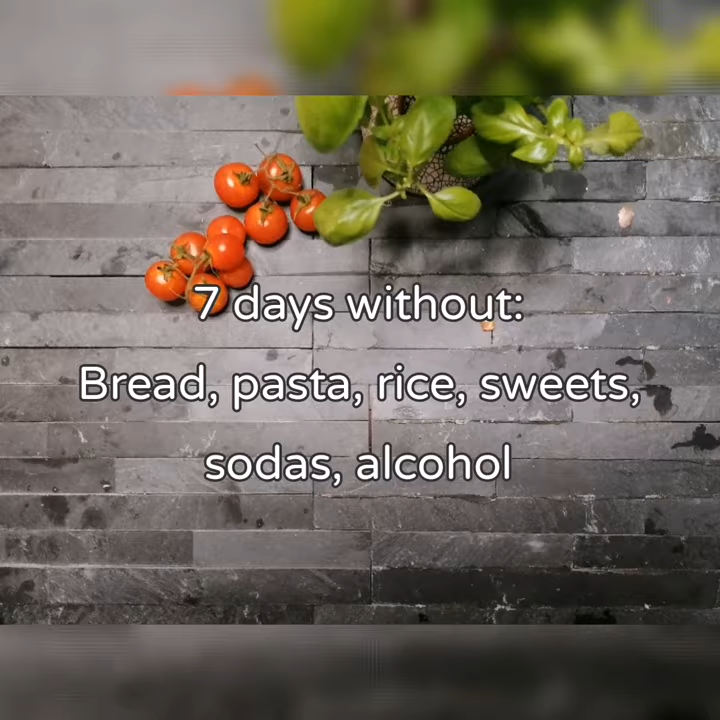 7 days without:
Bread, pasta, rice, sweets,
sodas, alcohol